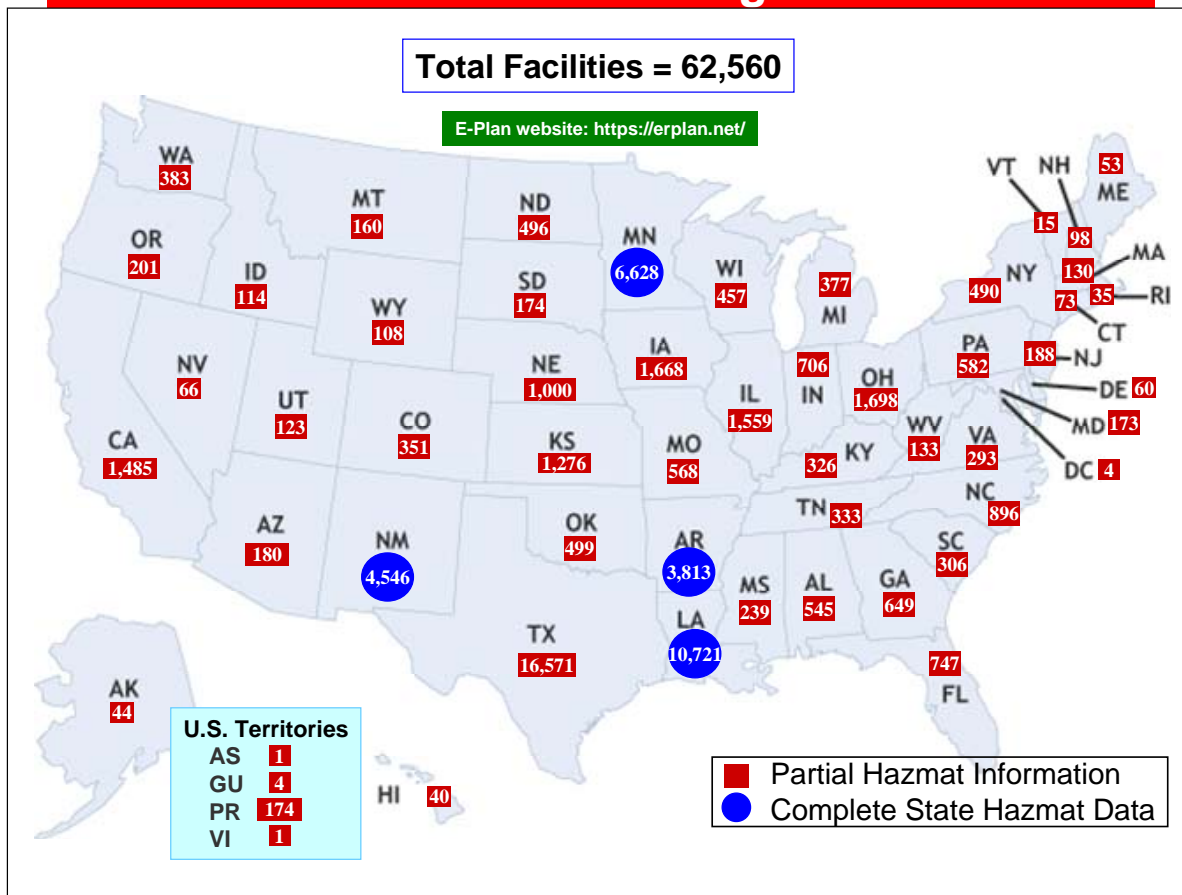 Total Facilities = 62,560
E-Plan website: https://erplan.net/
WA
383
OR
201
ID
114
MT
160
ND
496
MN
6,628
SD
174
WY
108
WI
457
377
MI
VT
15
NH
98
53
ME
130
MA
NY
490
73
CT
35
RI
NV
66
UT
123
CA
1,485
CO
351
NE
1,000
IA
1,668
KS
1,276
MO
568
IL
1,559
706
IN
OH
1,698
PA
582
188
NJ
DE 60
MD 173
DC 4
WV
133
VA
293
326
KY
TN 333
NC
896
SC
306
AZ
180
NM
4,546
OK
499
AR
3,813
MS
239
AL
545
GA
649
TX
16,571
LA
10,721
747
FL
AK
44
U.S. Territories
AS 1
GU 4
PR 174
VI 1
HI
40
Partial Hazmat Information
Complete State Hazmat Data